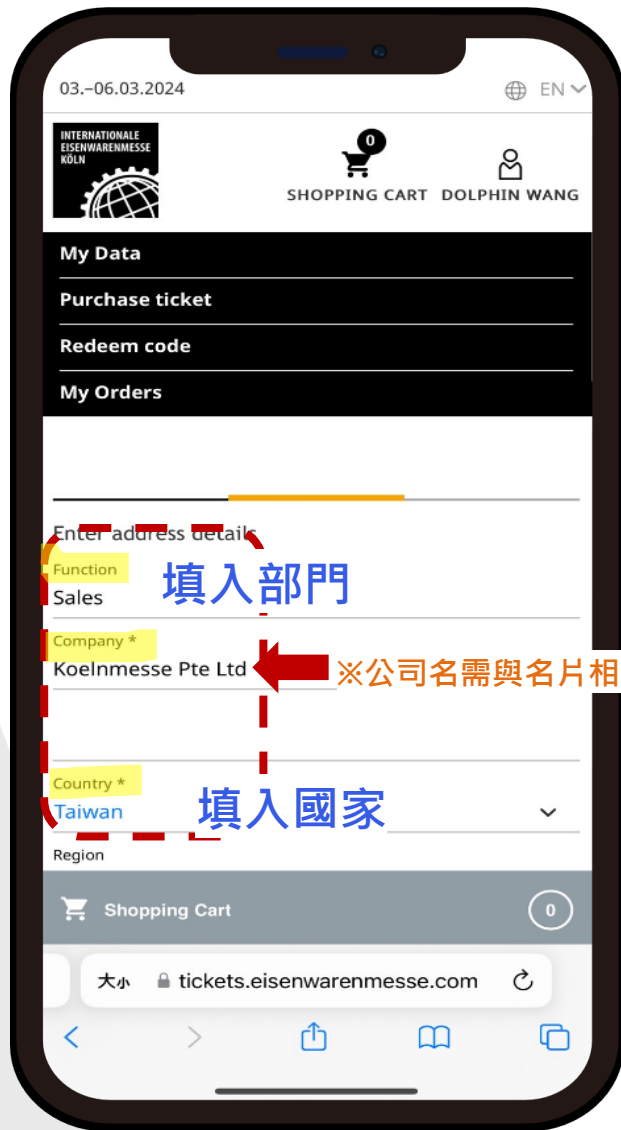 03.–06.03.2024
EN
INTERNATIONALE
EISENWARENMESSE
KÖLN
0
SHOPPING CART
DOLPHIN WANG
My Data
Purchase ticket
Redeem code
My Orders
Enter address details
Function
填入部門
Sales
Company *
Koelnmesse Pte Ltd
※公司名需與名片相
Country *
填入國家
Taiwan
Region
Shopping Cart
0
大小
tickets.eisenwarenmesse.com